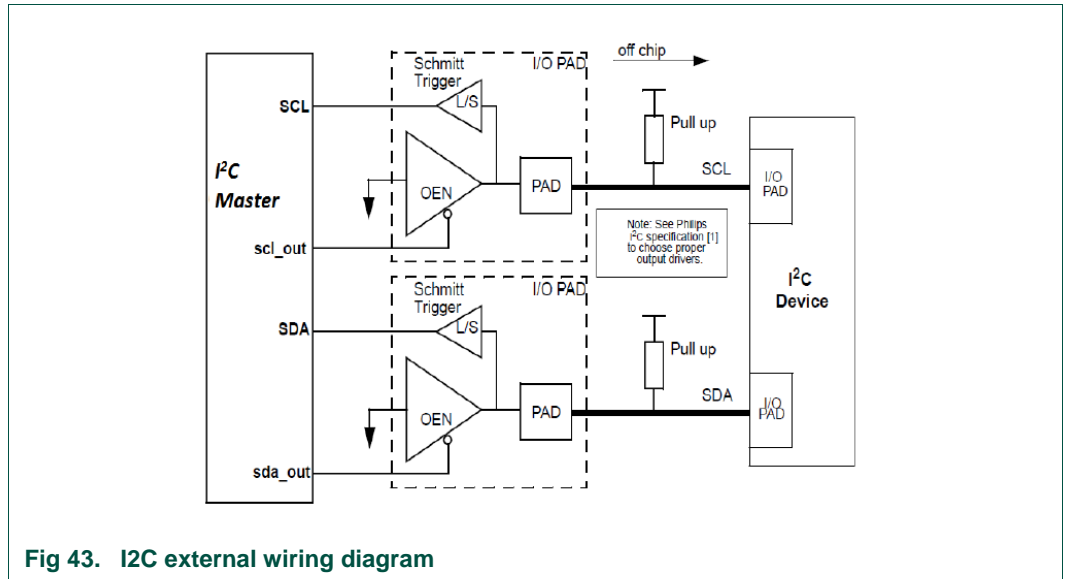 off chip
Schmitt
Trigger
I/O PAD
L/S
SCL
I²C
Master
OEN
PAD
scl_out
Pull up
SCL
I/O
PAD
Note: See Philips
I²C specification [1]
to choose proper
output drivers.
I²C
Device
Schmitt
Trigger
I/O PAD
L/S
SDA
OEN
PAD
sda_out
Pull up
SDA
I/O
PAD
Fig 43. I2C external wiring diagram